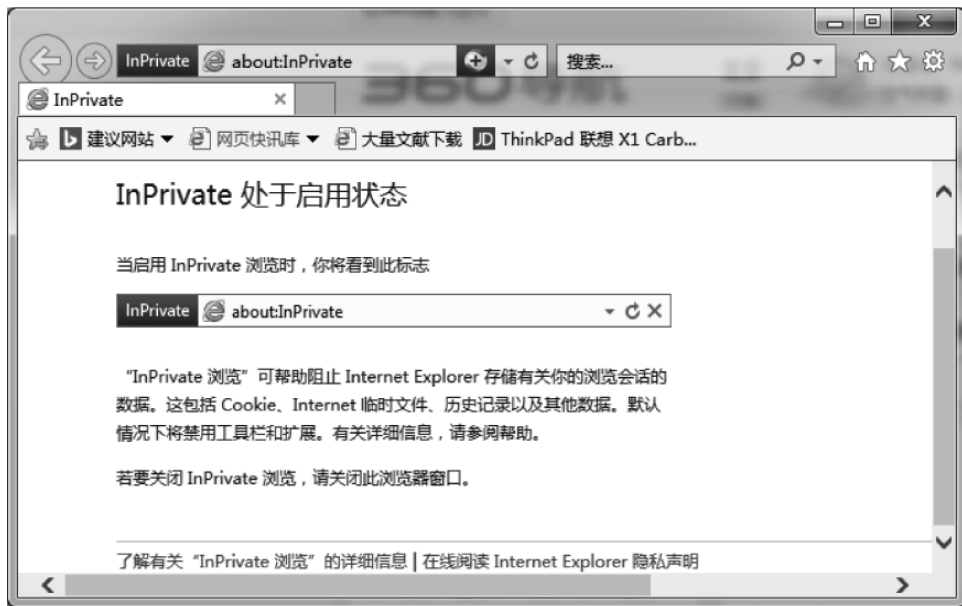 InPrivate about:InPrivate 搜索...
InPrivate
建议网站 网页快讯库 大量文献下载 JD ThinkPad 联想 X1 Carb...
InPrivate 处于启用状态
当启用 InPrivate 浏览时，你将看到此标志
InPrivate about:InPrivate
“InPrivate 浏览”可帮助阻止 Internet Explorer 存储有关你的浏览会话的
数据。这包括 Cookie、Internet 临时文件、历史记录以及其他数据。默认
情况下将禁用工具栏和扩展。有关详细信息，请参阅帮助。
若要关闭 InPrivate 浏览，请关闭此浏览器窗口。
了解有关“InPrivate 浏览”的详细信息 | 在线阅读 Internet Explorer 隐私声明